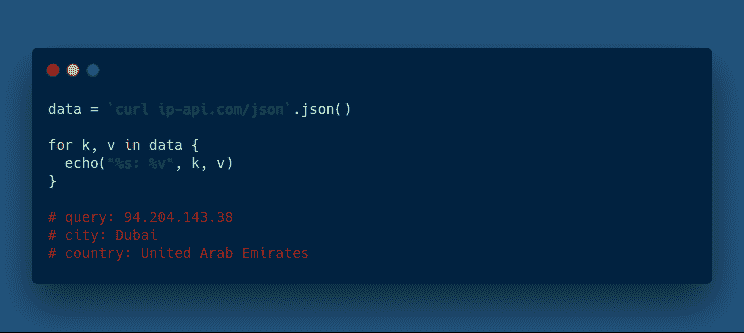 data = `curl ip-api.com/json`.json()
for k, v in data {
echo("%s: %v", k, v)
}
# query: 94.204.143.38
# city: Dubai
# country: United Arab Emirates